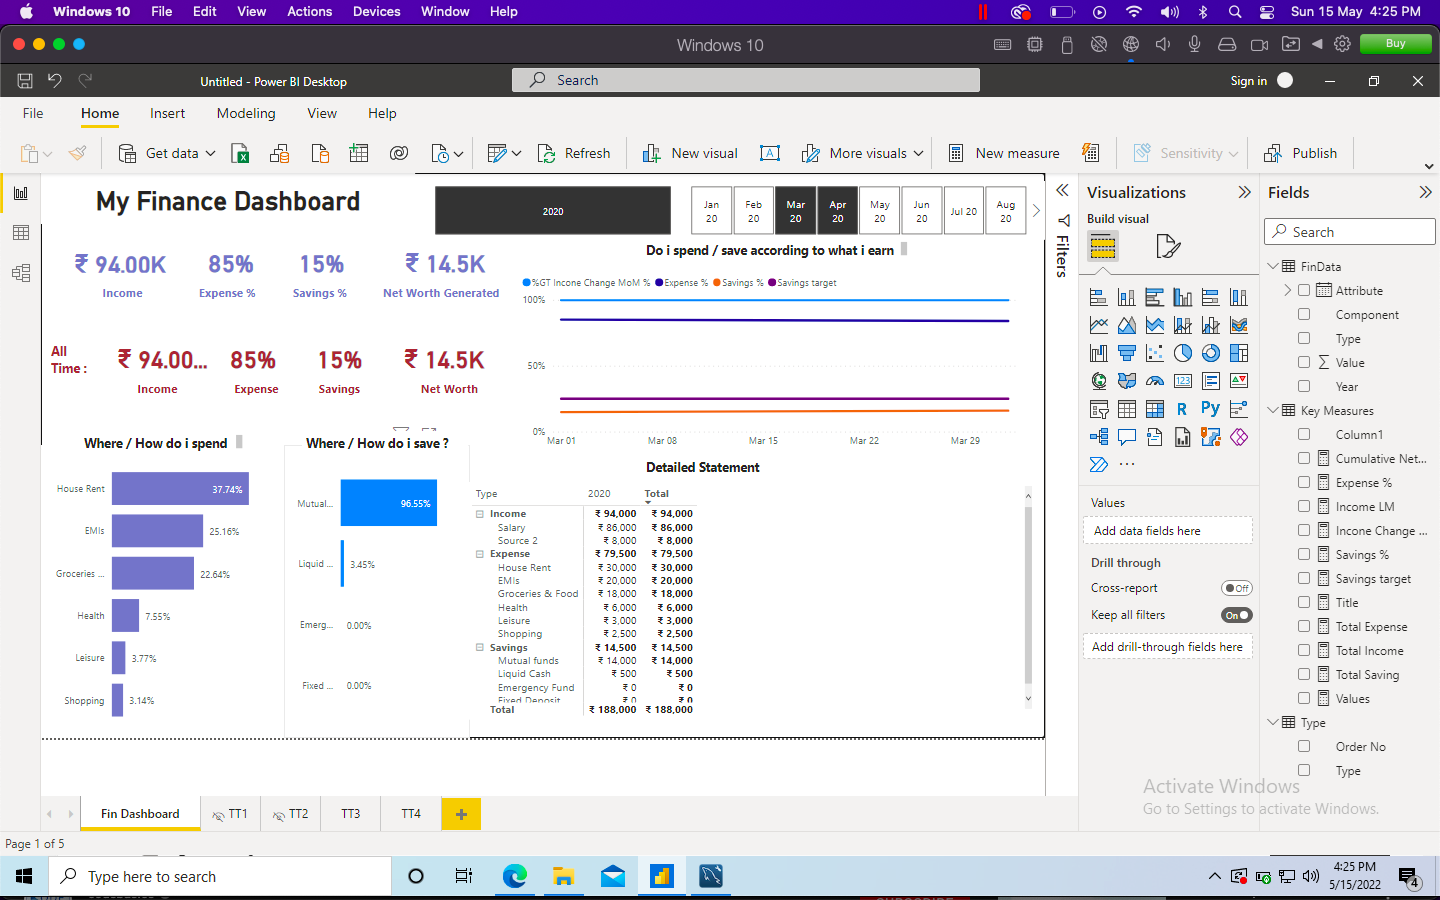 Windows 10 File Edit View Actions Devices Window Help Sun 15 May 4:25 PM
Windows 10 Buy
Untitled - Power BI Desktop Search Sign in
File Home Insert Modeling View Help
Get data Refresh New visual A More visuals New measure Sensitivity Publish
My Finance Dashboard
2020
Jan 20 Feb 20 Mar 20 Apr 20 May 20 Jun 20 Jul 20 Aug 20
₹ 94.00K 85% 15% ₹ 14.5K
Income Expense % Savings % Net Worth Generated
All Time :
₹ 94.00... 85% 15% ₹ 14.5K
Income Expense Savings Net Worth
Do i spend / save according to what i earn
%GT Incone Change MoM % Expense % Savings % Savings target
100%
50%
0%
Mar 01 Mar 08 Mar 15 Mar 22 Mar 29
Where / How do i spend
House Rent 37.74%
EMIs 25.16%
Groceries ... 22.64%
Health 7.55%
Leisure 3.77%
Shopping 3.14%
Where / How do i save ?
Mutual... 96.55%
Liquid ... 3.45%
Emerg... 0.00%
Fixed ... 0.00%
Detailed Statement
Type 2020 Total
Income ₹ 94,000 ₹ 94,000
Salary ₹ 86,000 ₹ 86,000
Source 2 ₹ 8,000 ₹ 8,000
Expense ₹ 79,500 ₹ 79,500
House Rent ₹ 30,000 ₹ 30,000
EMIs ₹ 20,000 ₹ 20,000
Groceries & Food ₹ 18,000 ₹ 18,000
Health ₹ 6,000 ₹ 6,000
Leisure ₹ 3,000 ₹ 3,000
Shopping ₹ 2,500 ₹ 2,500
Savings ₹ 14,500 ₹ 14,500
Mutual funds ₹ 14,000 ₹ 14,000
Liquid Cash ₹ 500 ₹ 500
Emergency Fund ₹ 0 ₹ 0
Fixed Deposit ₹ 0 ₹ 0
Total ₹ 188,000 ₹ 188,000
Filters
Visualizations
Build visual
123
R Py
...
Values
Add data fields here
Drill through
Cross-report Off
Keep all filters On
Add drill-through fields here
Fields
Search
FinData
Attribute
Component
Type
Value
Year
Key Measures
Column1
Cumulative Net...
Expense %
Income LM
Incone Change ...
Savings %
Savings target
Title
Total Expense
Total Income
Total Saving
Values
Type
Order No
Type
Activate Windows
Go to Settings to activate Windows.
Fin Dashboard TT1 TT2 TT3 TT4 +
Page 1 of 5
Type here to search
4:25 PM
5/15/2022
4